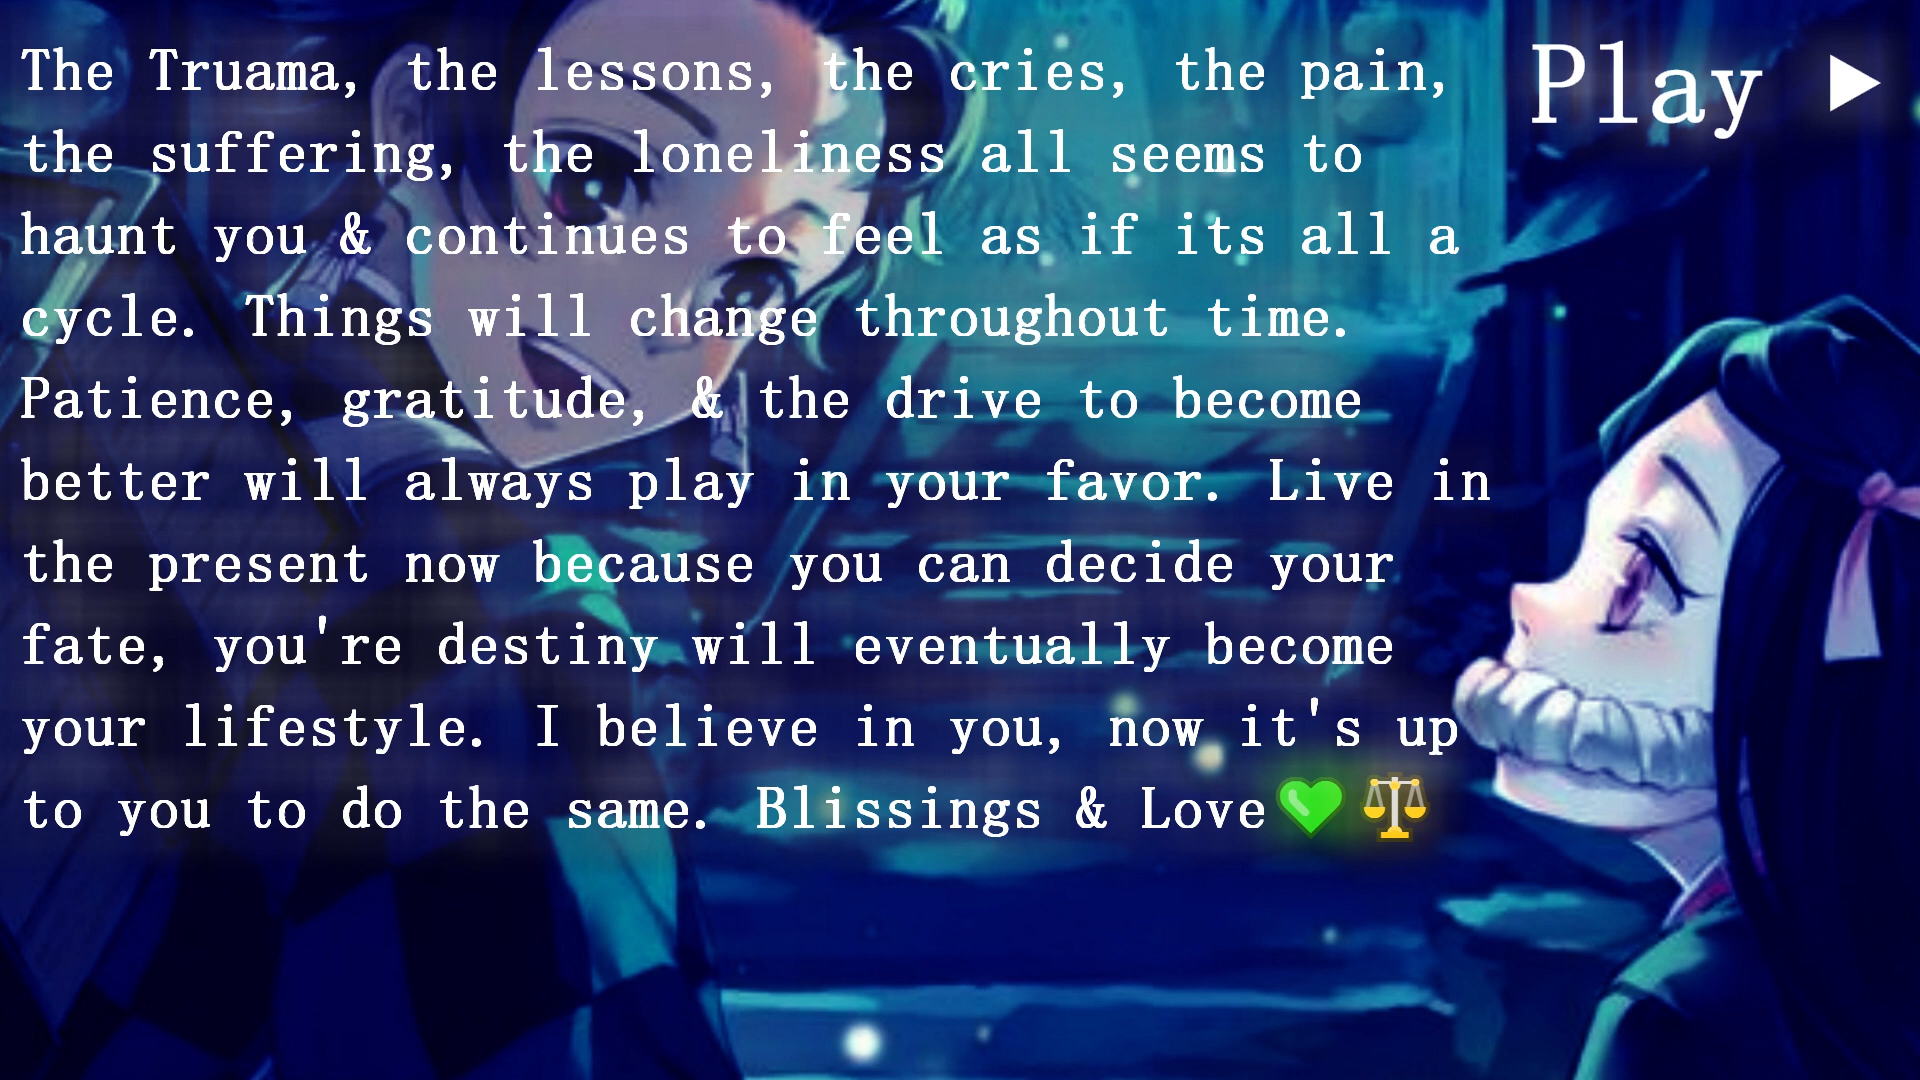 The Truama, the lessons, the cries, the pain,
the suffering, the loneliness all seems to
haunt you & continues to feel as if its all a
cycle. Things will change throughout time.
Patience, gratitude, & the drive to become
better will always play in your favor. Live in
the present now because you can decide your
fate, you're destiny will eventually become
your lifestyle. I believe in you, now it's up
to you to do the same. Blissings & Love💚⚖️
Play ▶